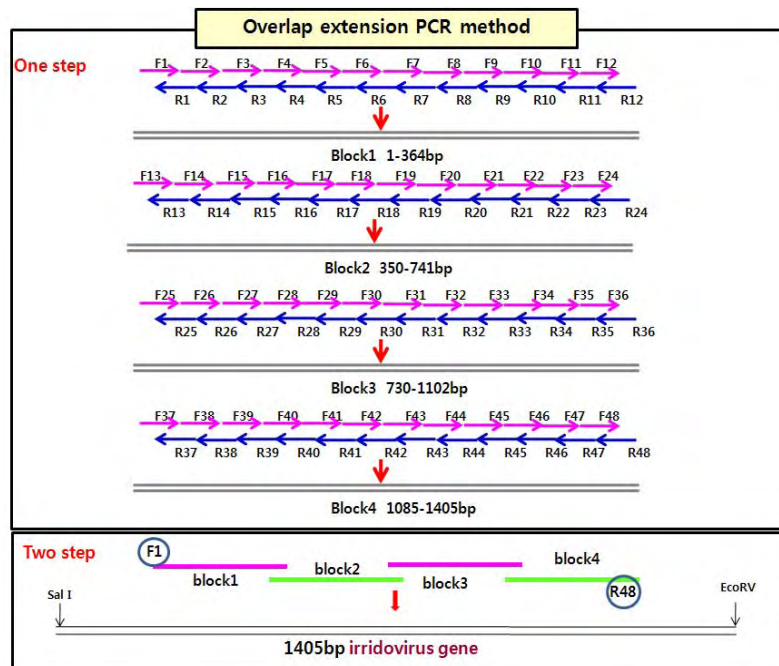 Overlap extension PCR method
One step
F1 F2 F3 F4 F5 F6 F7 F8 F9 F10 F11 F12
R1 R2 R3 R4 R5 R6 R7 R8 R9 R10 R11 R12
Block1 1-364bp
F13 F14 F15 F16 F17 F18 F19 F20 E21 E22 F23 E24
R13 R14 R15 R16 R17 R18 R19 R20 R21 R22 R23 R24
Block2 350-741bp
F25 F26 F27 F28 F29 F30 F31 F32 F33 F34 F35 F36
R25 R26 R27 R28 R29 R30 R31 R32 R33 R34 R35 R36
Block3 730-1102bp
F37 F38 F39 F40 F41 F42 F43 F44 E45 E46 F47 F48
R37 R38 R39 R40 R41 R42 R43 R44 R45 R46 R47 R48
Block4 1085-1405bp
Two step
F1
block1 block2 block3 block4
R48
Sal I
EcoRV
1405bp irridovirus gene